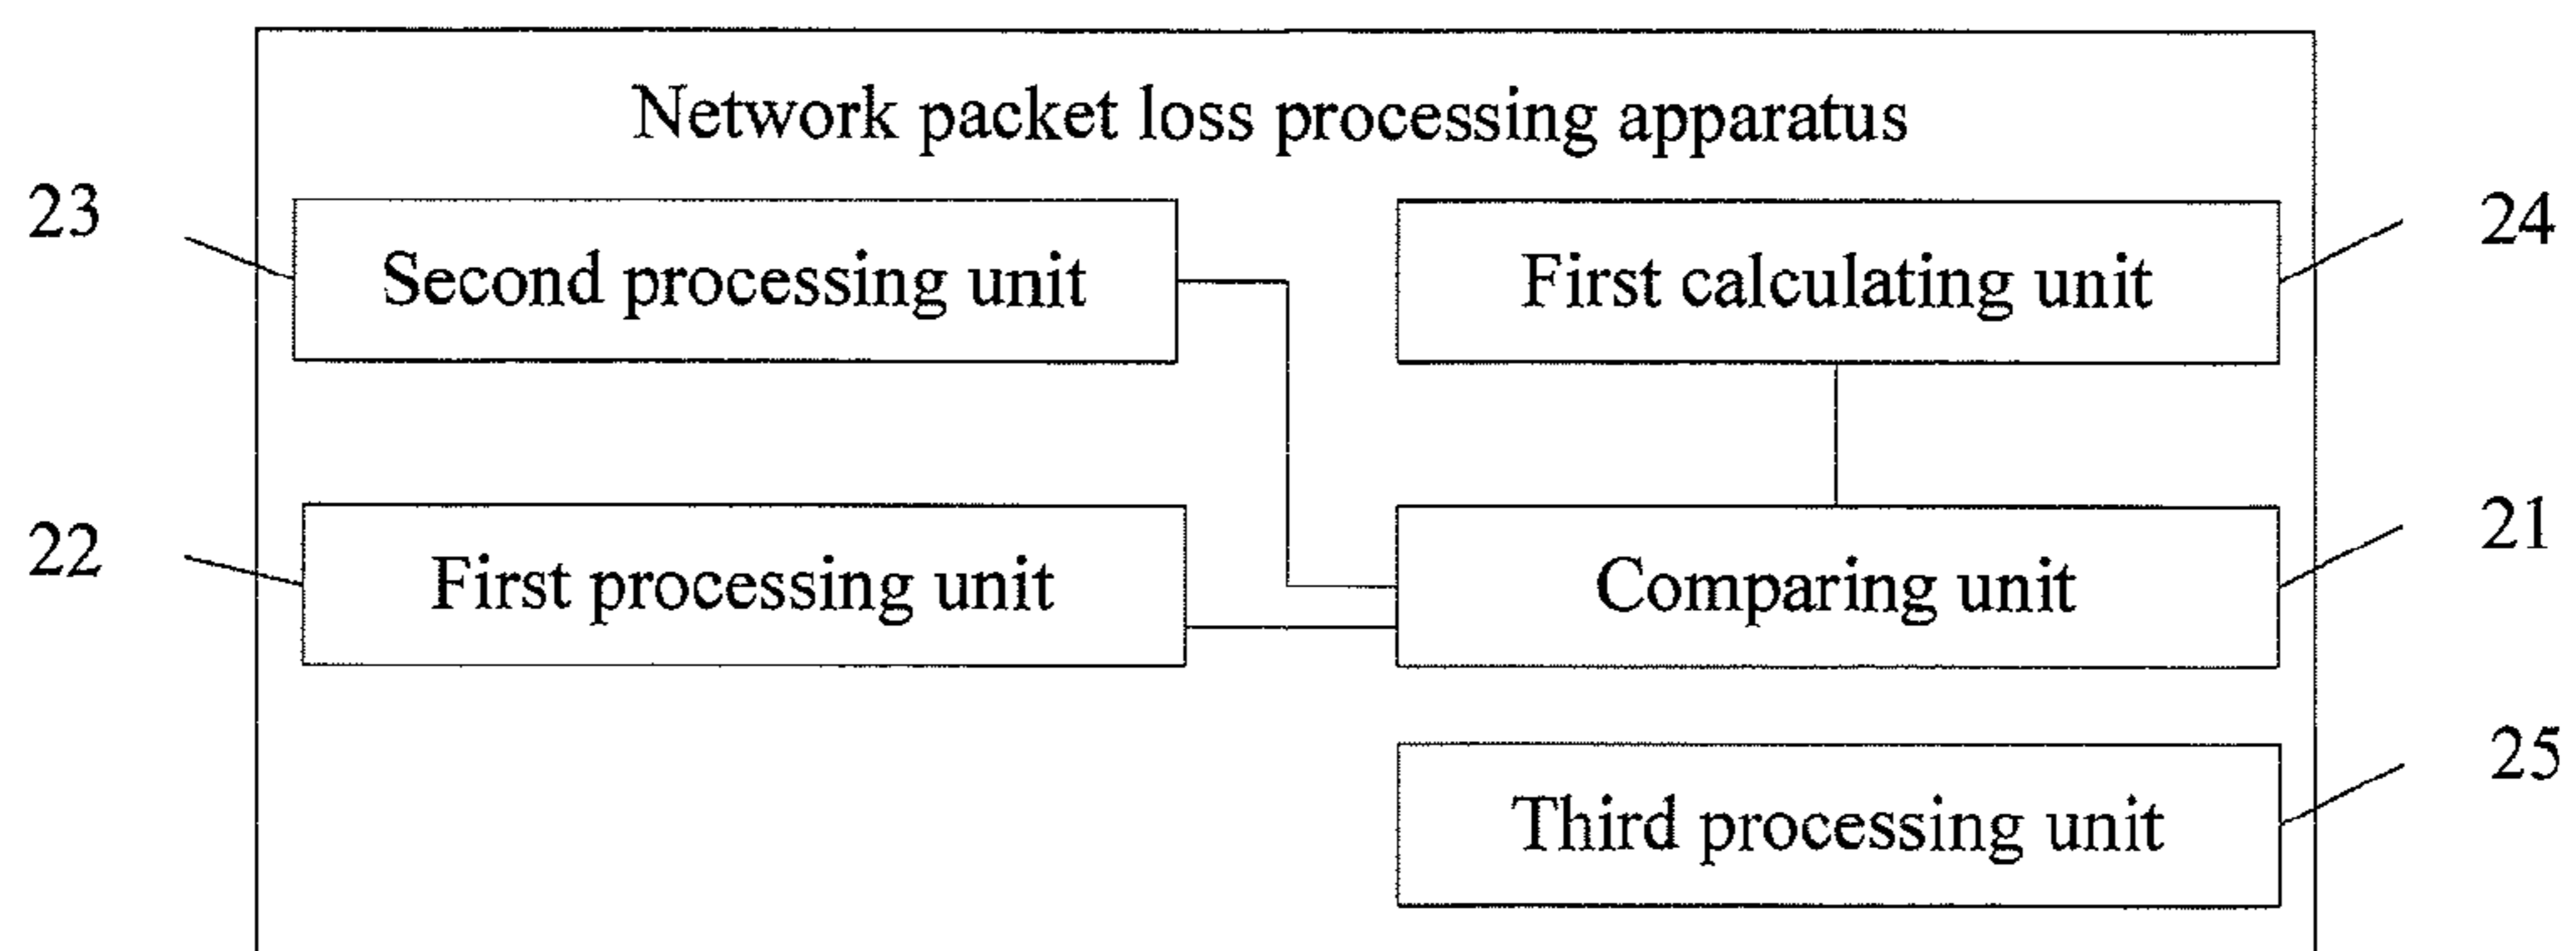 Network packet loss processing apparatus
23
Second processing unit
First calculating unit
24
22
First processing unit
Comparing unit
21
Third processing unit
25